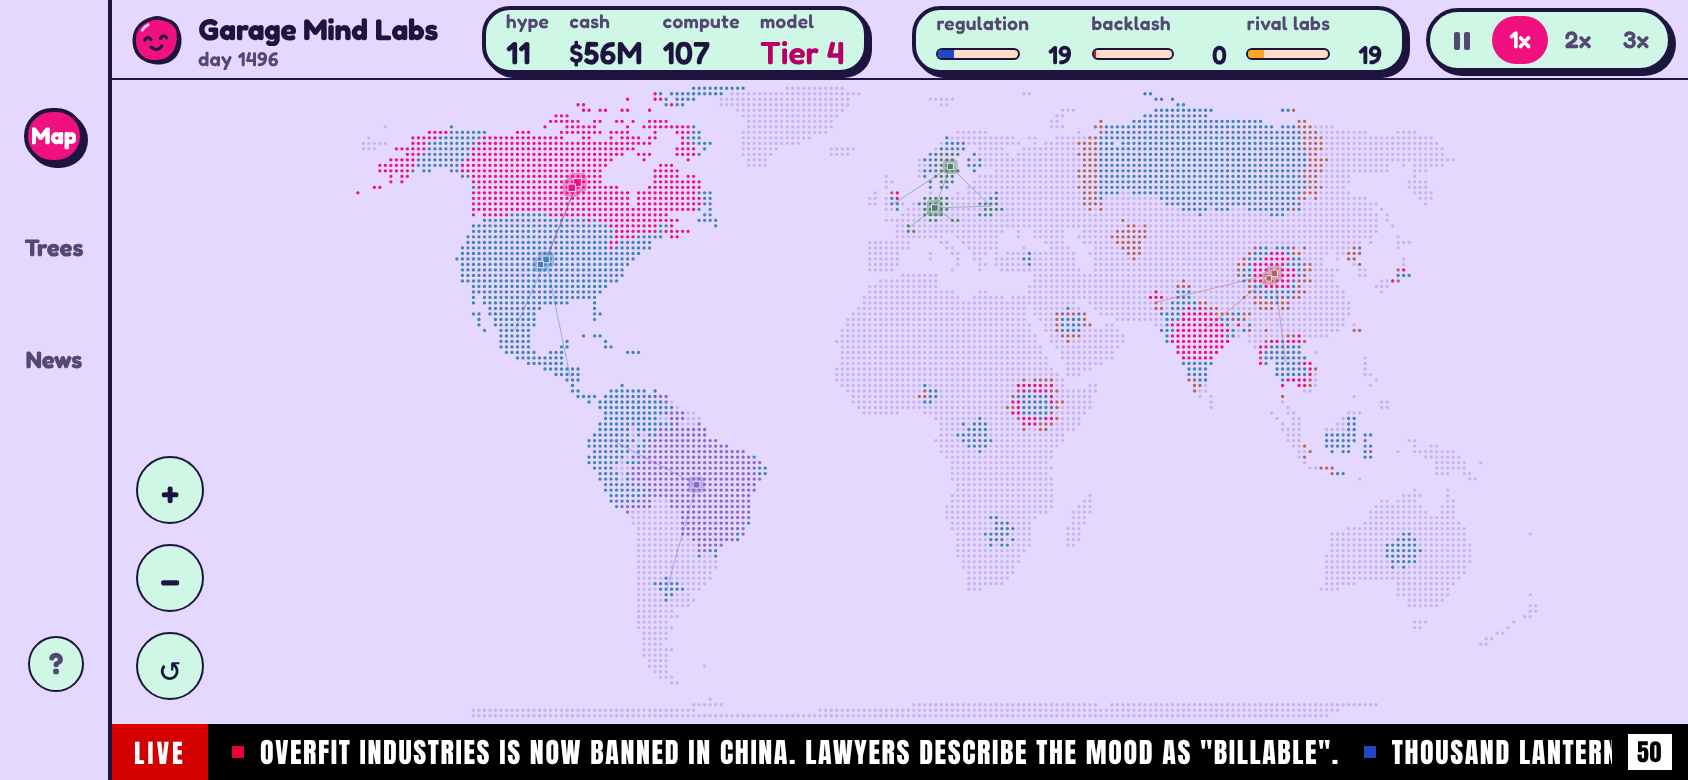 Garage Mind Labs
day 1496
hype cash compute model
11 $56M 107 Tier 4
regulation backlash rival labs
19 0 19
1x 2x 3x
Map
Trees
News
+
−
?
↺
LIVE
OVERFIT INDUSTRIES IS NOW BANNED IN CHINA. LAWYERS DESCRIBE THE MOOD AS "BILLABLE". THOUSAND LANTERN
50